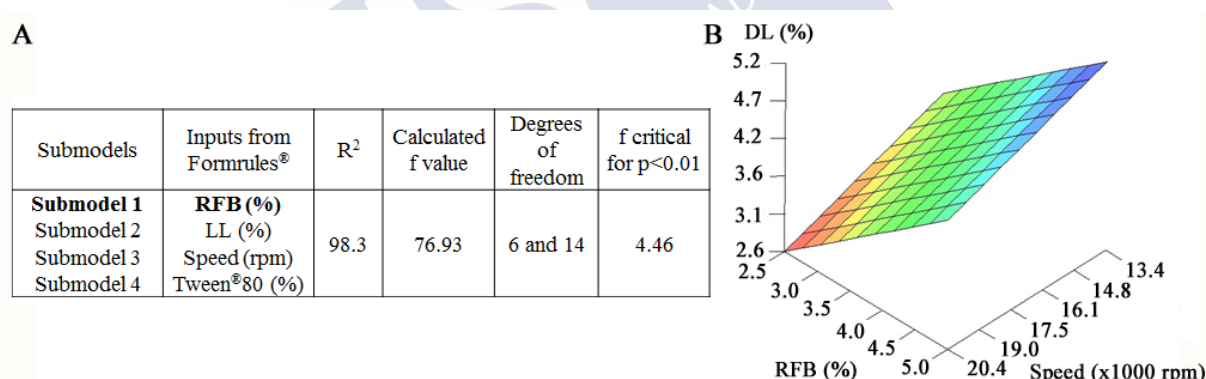 A
Submodels
Inputs from
Formrules®
R²
Calculated
f value
Degrees
of
freedom
f critical
for p<0.01
Submodel 1
RFB (%)
Submodel 2
LL (%)
Submodel 3
Speed (rpm)
Submodel 4
Tween®80 (%)
98.3
76.93
6 and 14
4.46
B
DL (%)
5.2
4.7
4.2
3.6
3.1
2.6
2.5
3.0
3.5
4.0
4.5
5.0
RFB (%)
20.4
19.0
17.5
16.1
14.8
13.4
Speed (x1000 rpm)